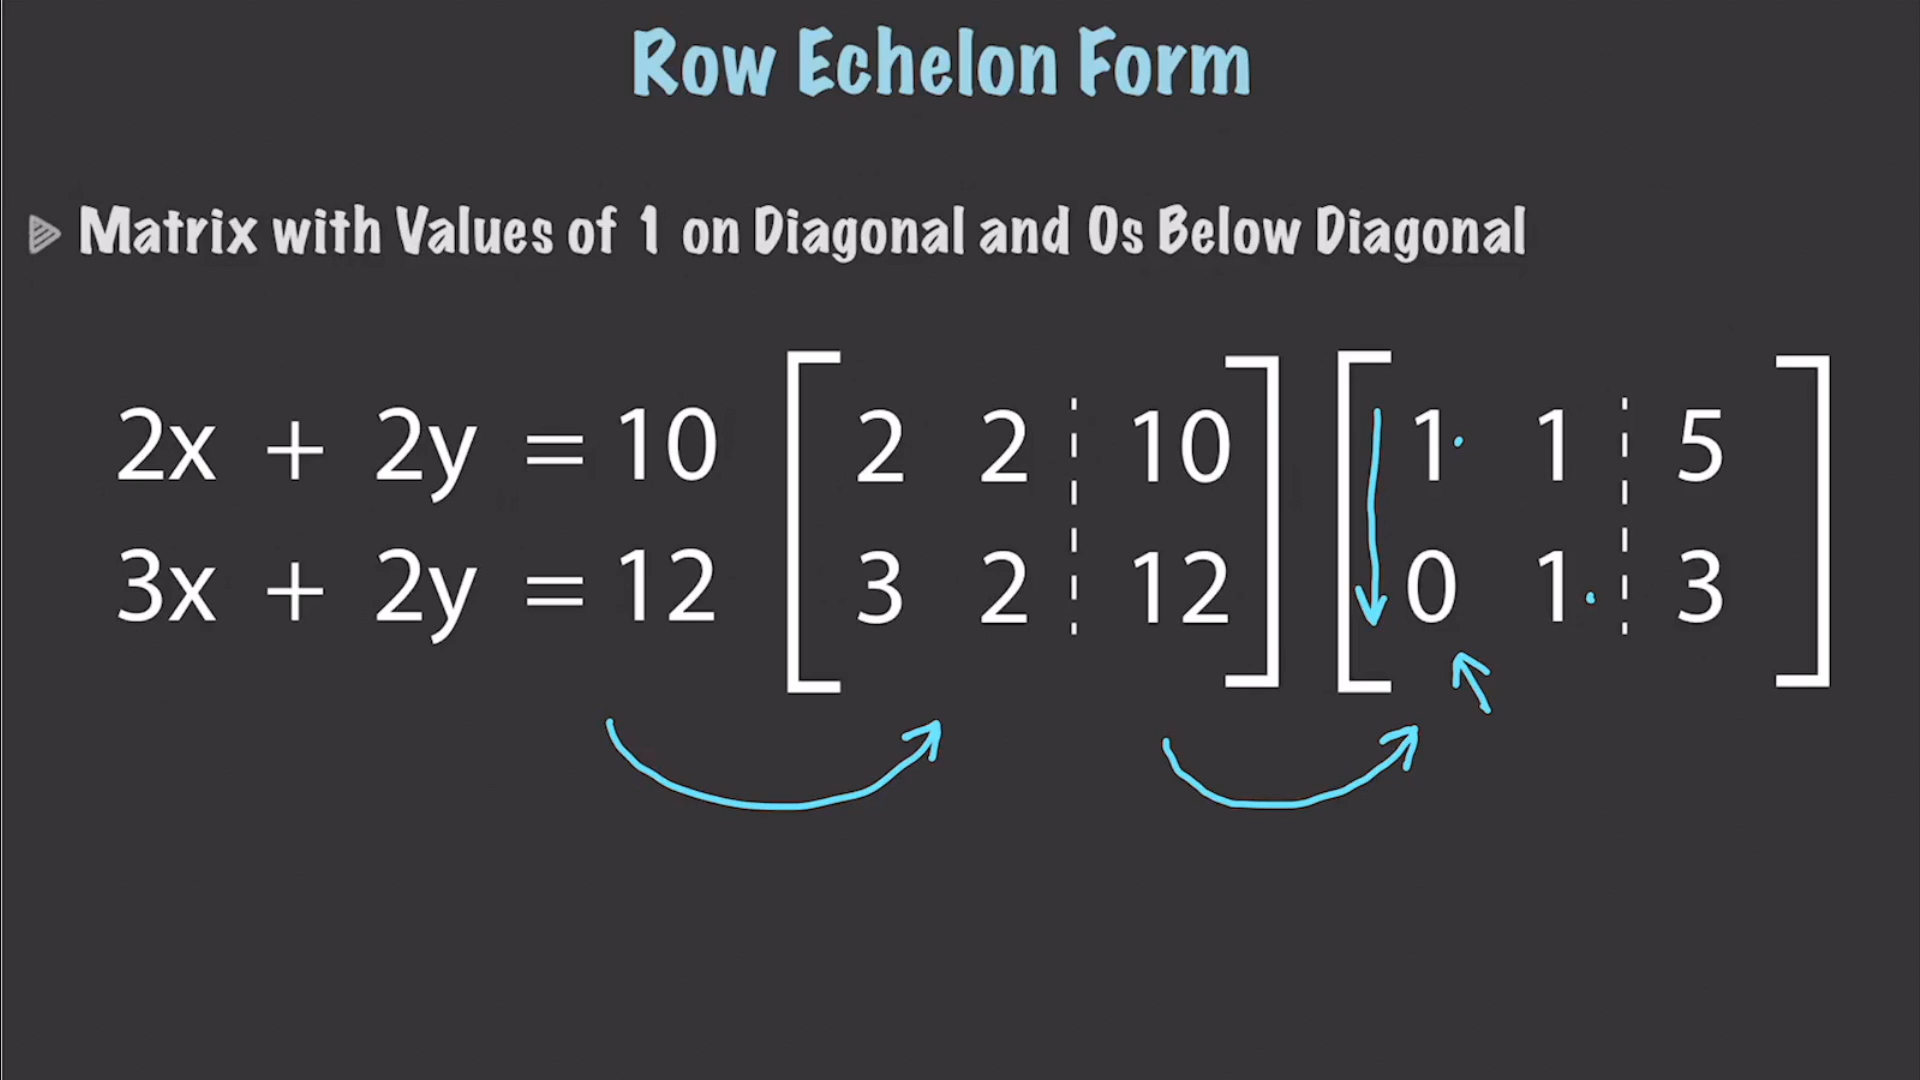 Row Echelon Form
Matrix with Values of 1 on Diagonal and 0s Below Diagonal
2x + 2y = 10 [ 2 2 ¦ 10 ] [ 1 1 ¦ 5 ]
3x + 2y = 12 [ 3 2 ¦ 12 ] [ 0 1 ¦ 3 ]